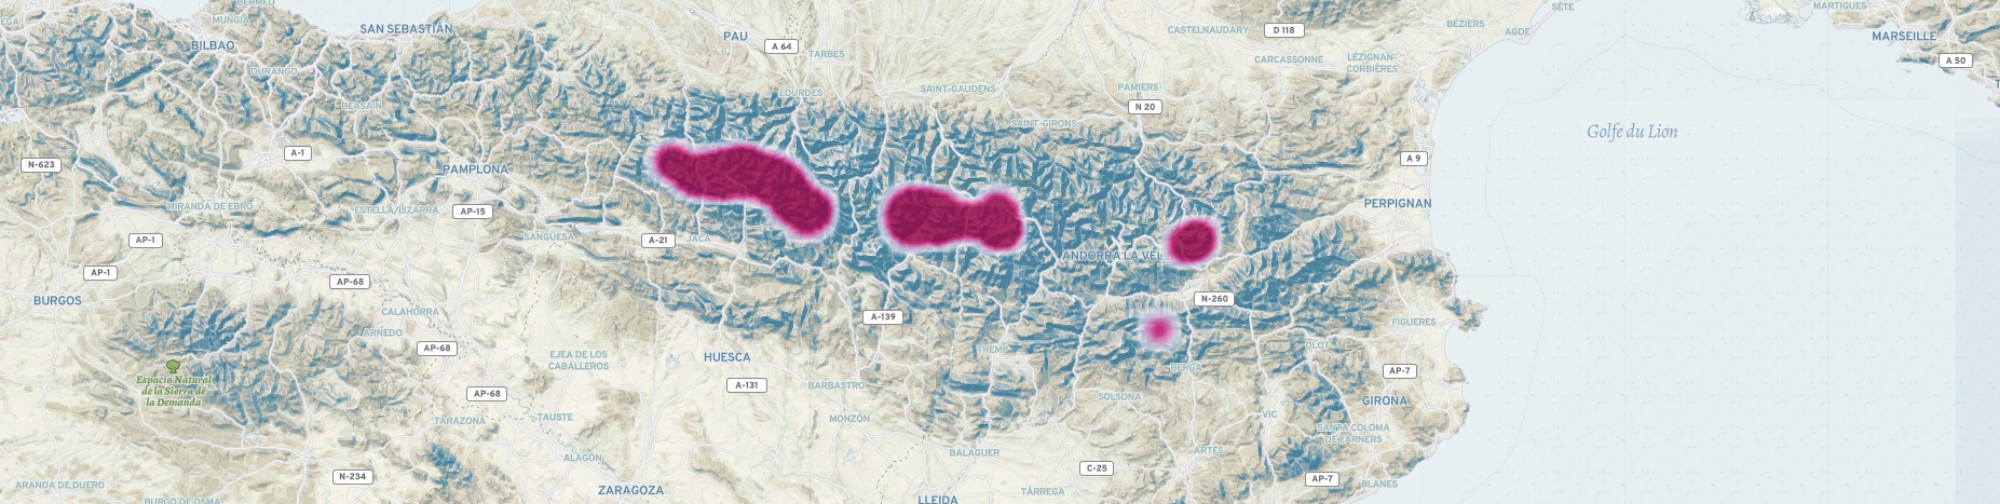 BERMEO
MUNGIA
SAN SEBASTIÁN
BILBAO
DURANGO
BEASAIN
PAU
A 64
TARBES
LOURDES
SAINT-GAUDENS
CASTELNAUDARY
D 118
CARCASSONNE
LÉZIGNAN-
CORBIÈRES
BÉZIERS
AGDE
SÈTE
MARTIGUES
MARSEILLE
A 50
PAMIERS
N 20
SAINT-GIRONS
Golfe du Lion
N-623
A-1
PAMPLONA
A 9
MIRANDA DE EBRO
ESTELLA/LIZARRA
AP-15
PERPIGNAN
AP-1
SANGÜESA
A-21
JACA
ANDORRA LA VEL
AP-1
AP-68
BURGOS
CALAHORRA
ARNEDO
A-139
N-260
FIGUERES
AP-68
EJEA DE LOS
CABALLEROS
HUESCA
TREMP
BERGA
OLOT
Espacio Natural
de la Sierra de
la Demanda
AP-68
A-131
BARBASTRO
AP-7
SOLSONA
GIRONA
TARAZONA
TAUSTE
MONZÓN
VIC
SANTA COLOMA
DE FARNERS
ALAGÓN
BALAGUER
ARTÉS
N-234
C-25
AP-7
ARANDA DE DUERO
BURGO DE OSMA-
ZARAGOZA
LLEIDA
TÀRREGA
BLANES